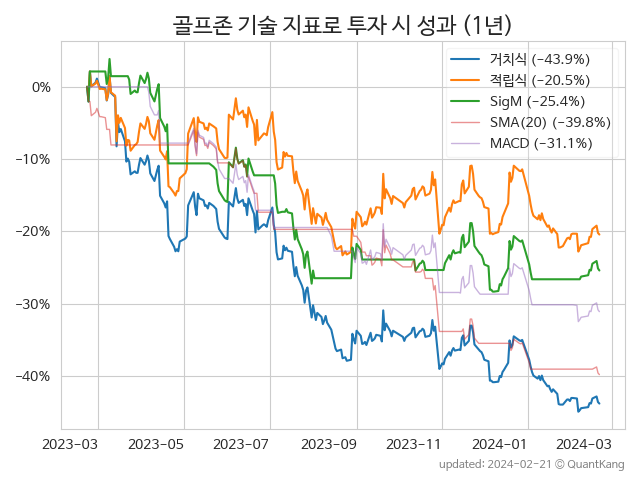 골프존 기술 지표로 투자 시 성과 (1년)
거치식 (−43.9%)
적립식 (−20.5%)
SigM (−25.4%)
SMA(20) (−39.8%)
MACD (−31.1%)
0%
−10%
−20%
−30%
−40%
2023-03 2023-05 2023-07 2023-09 2023-11 2024-01 2024-03
updated: 2024-02-21 © QuantKang